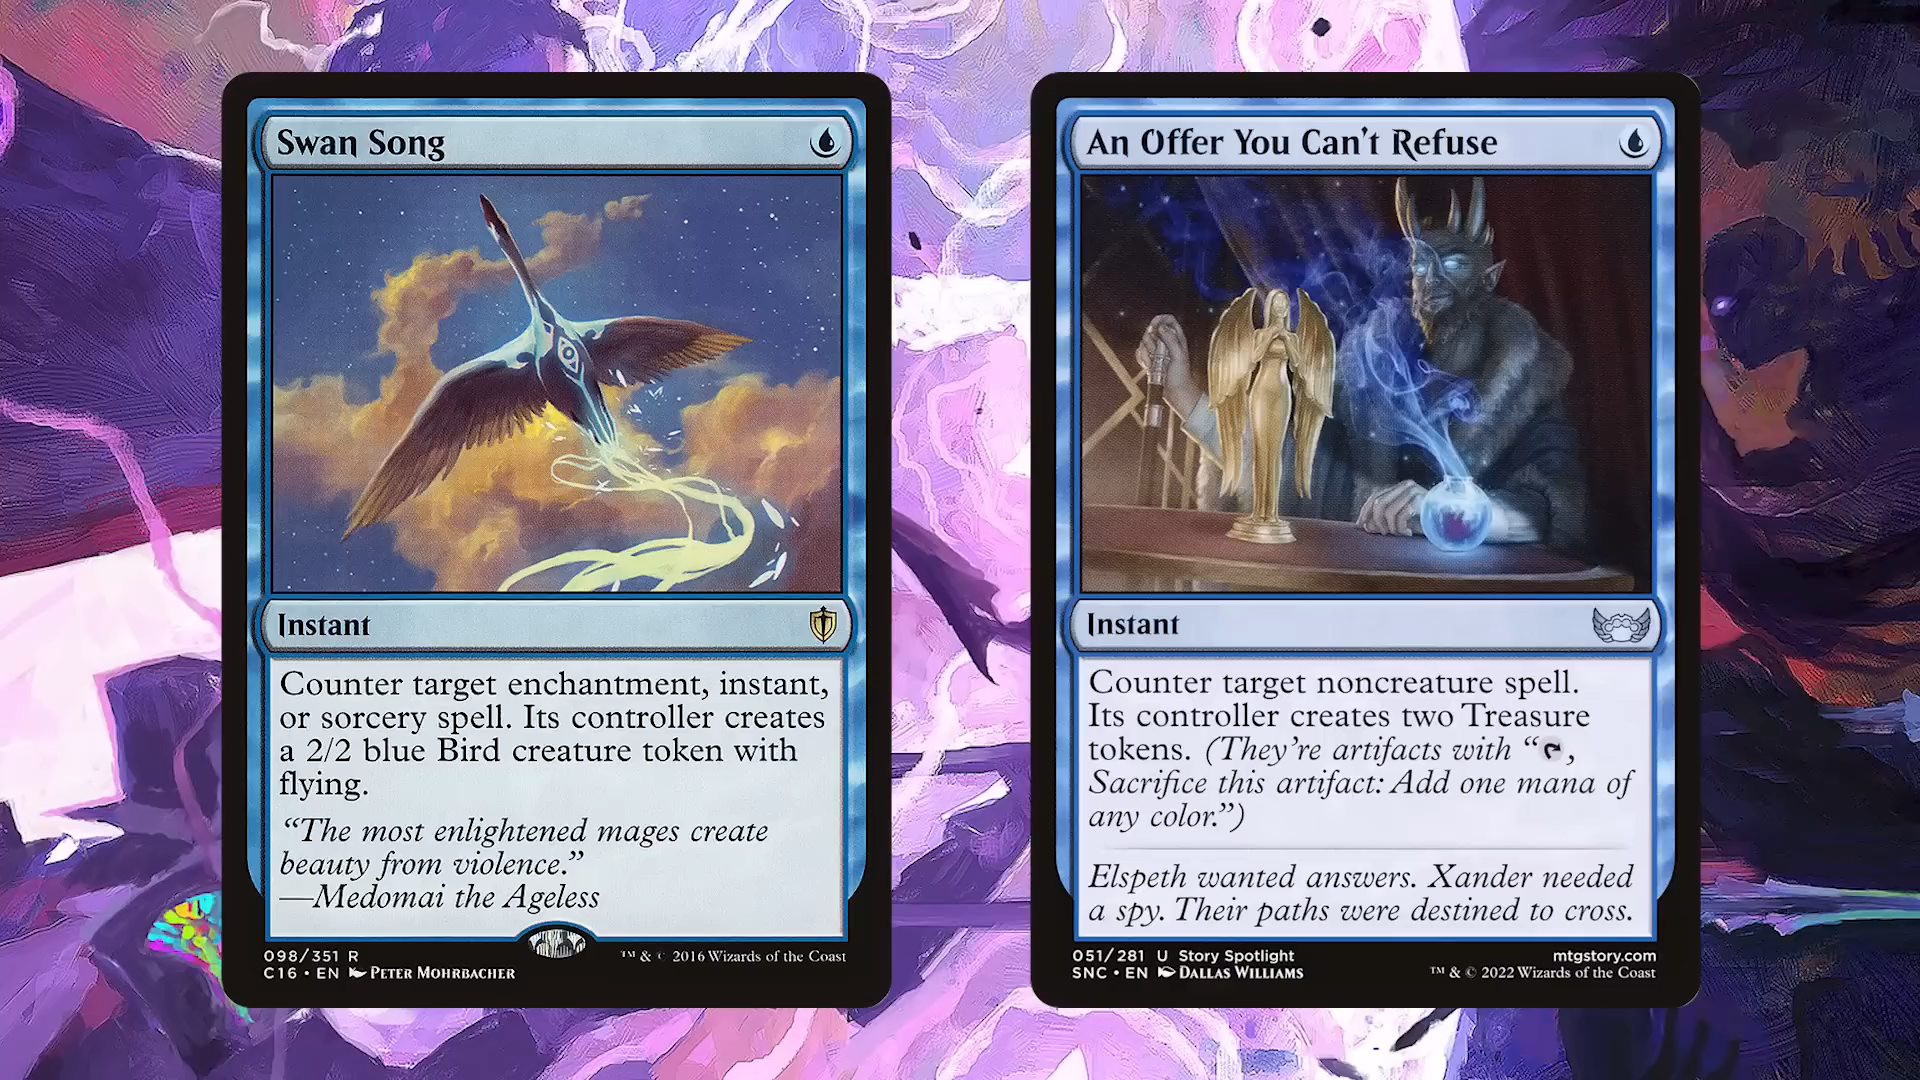 Swan Song
Instant
Counter target enchantment, instant,
or sorcery spell. Its controller creates
a 2/2 blue Bird creature token with
flying.
“The most enlightened mages create
beauty from violence.”
—Medomai the Ageless
098/351 R
C16 • EN PETER MOHRBACHER
™ & © 2016 Wizards of the Coast
An Offer You Can't Refuse
Instant
Counter target noncreature spell.
Its controller creates two Treasure
tokens. (They’re artifacts with “, 
Sacrifice this artifact: Add one mana of
any color.”)
Elspeth wanted answers. Xander needed
a spy. Their paths were destined to cross.
051/281 U Story Spotlight
SNC • EN DALLAS WILLIAMS
mtgstory.com
™ & © 2022 Wizards of the Coast